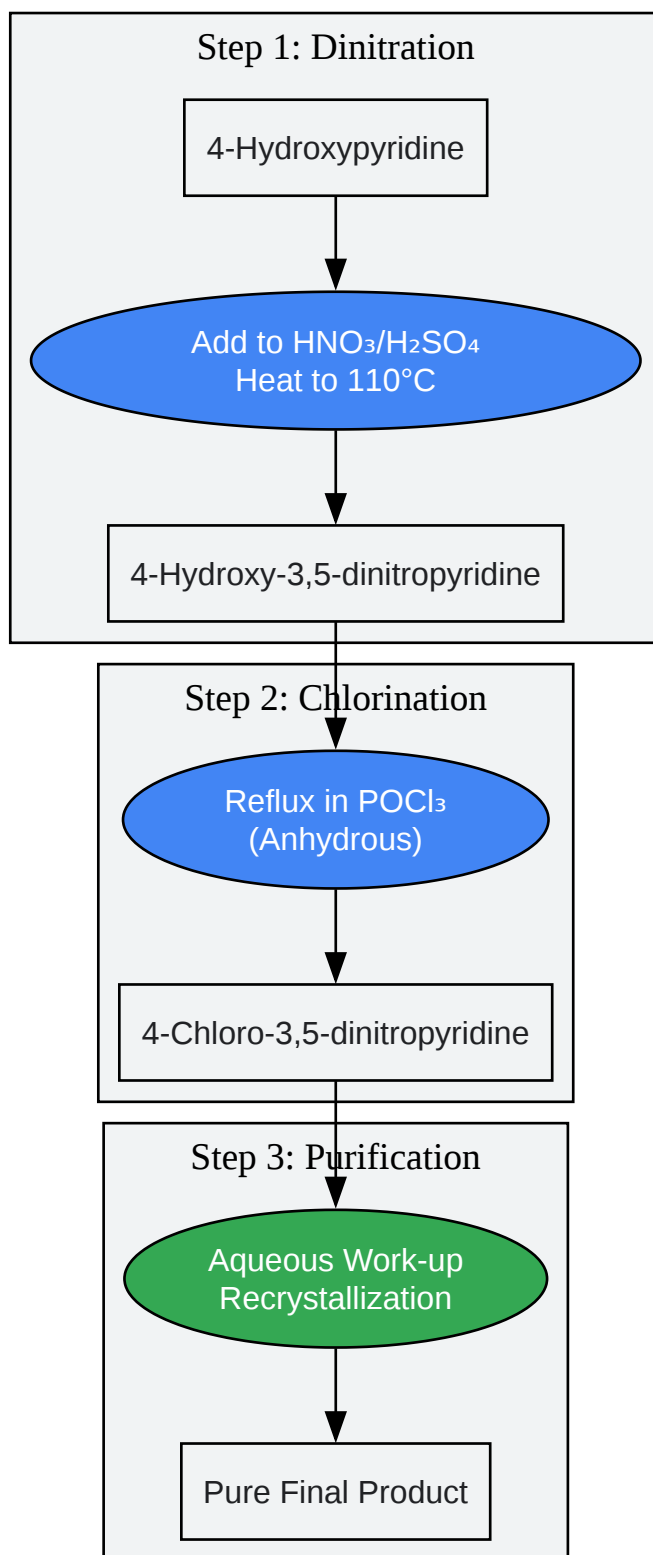 Step 1: Dinitration
4-Hydroxypyridine
Add to HNO₃/H₂SO₄
Heat to 110°C
4-Hydroxy-3,5-dinitropyridine
Step 2: Chlorination
Reflux in POCl₃
(Anhydrous)
4-Chloro-3,5-dinitropyridine
Step 3: Purification
Aqueous Work-up
Recrystallization
Pure Final Product